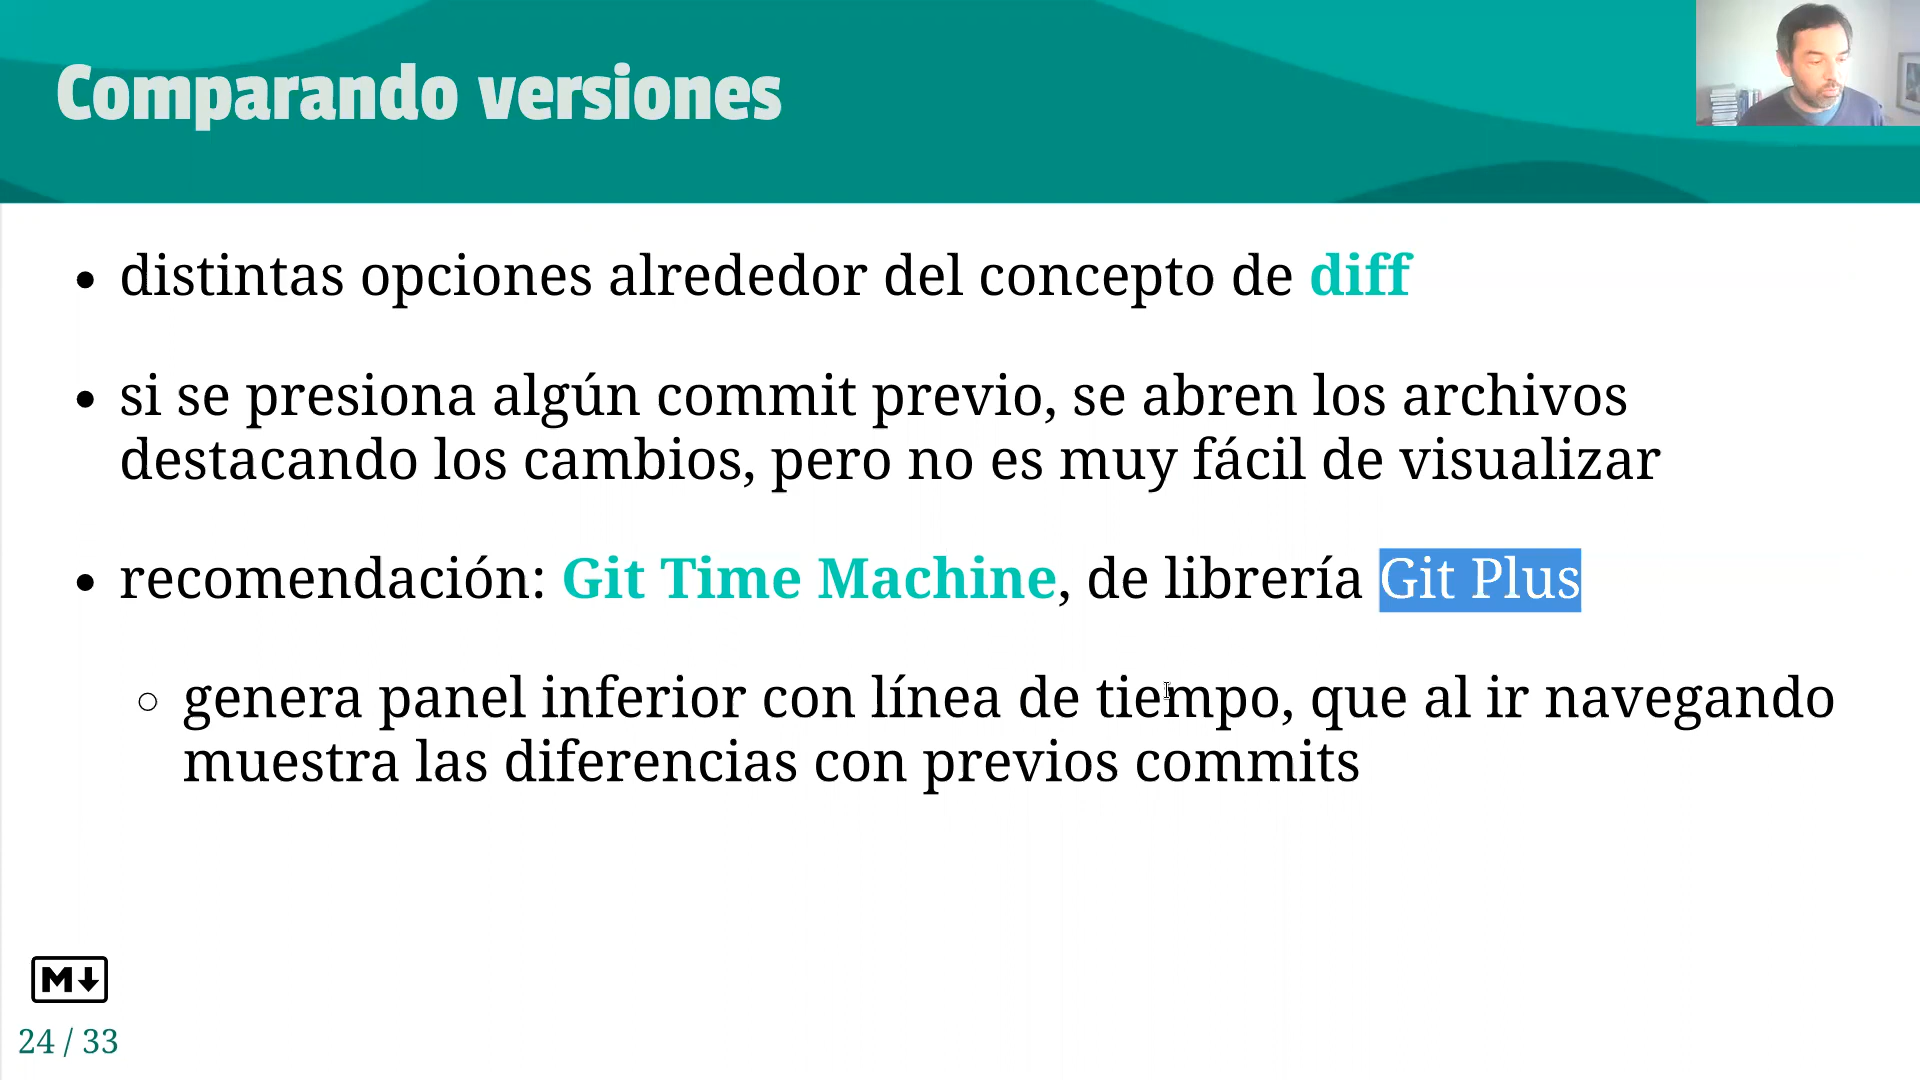 Comparando versiones
distintas opciones alrededor del concepto de diff
si se presiona algún commit previo, se abren los archivos
destacando los cambios, pero no es muy fácil de visualizar
recomendación: Git Time Machine, de librería Git Plus
genera panel inferior con línea de tiempo, que al ir navegando
muestra las diferencias con previos commits
M
24 / 33